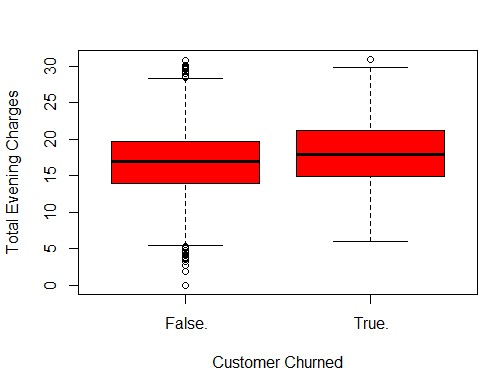 Total Evening Charges
30
25
20
15
10
5
0
False.
True.
Customer Churned